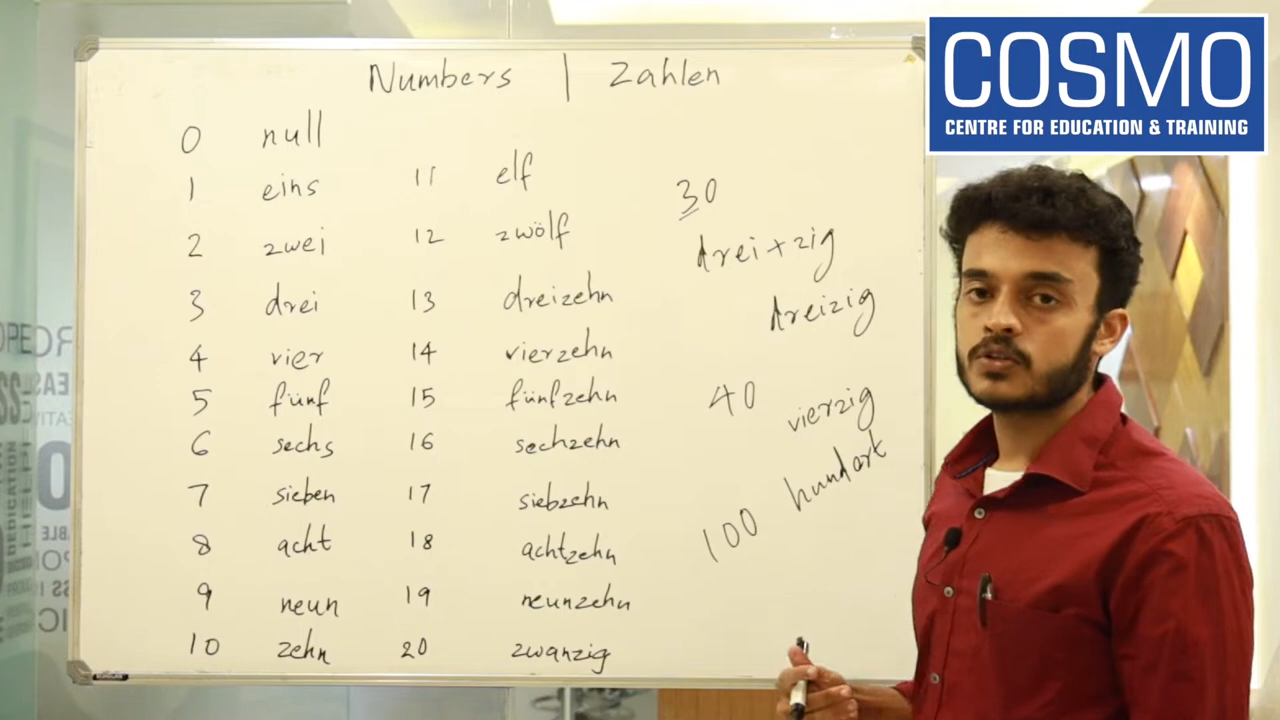 COSMO
CENTRE FOR EDUCATION & TRAINING
Numbers | Zahlen
0 null
1 eins 11 elf
2 zwei 12 zwölf
3 drei 13 dreizehn
4 vier 14 vierzehn
5 fünf 15 fünfzehn
6 sechs 16 sechzehn
7 sieben 17 siebzehn
8 acht 18 achtzehn
9 neun 19 neunzehn
10 zehn 20 zwanzig
30
drei + zig
dreizig
40 vierzig
100 hundart
DEDICATION